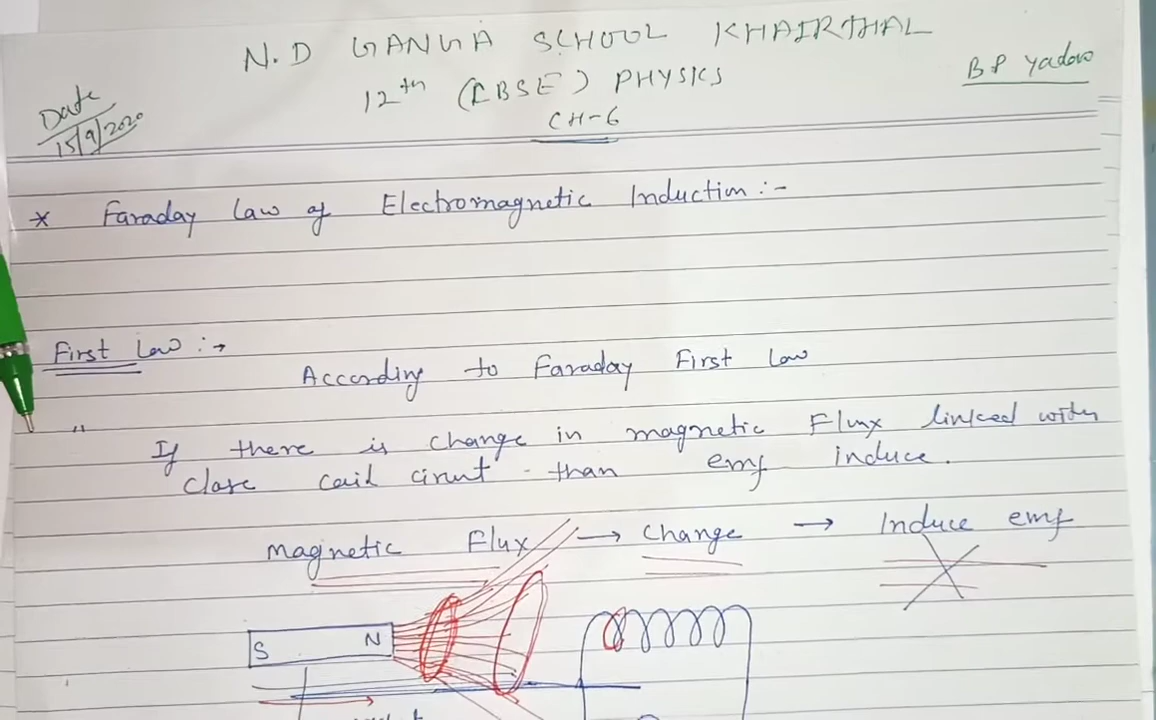 N.D GANGA SCHOOL KHAIRTHAL
12th (CBSE) PHYSICS
BP Yadav
CH-6
Date
15/9/2020
* Faraday Law of Electromagnetic Induction :-
First Law :→
According to Faraday First Law
" If there is change in magnetic Flux linked with
close coil circuit - than emf induce.
Magnetic Flux → Change → Induce emf
S N